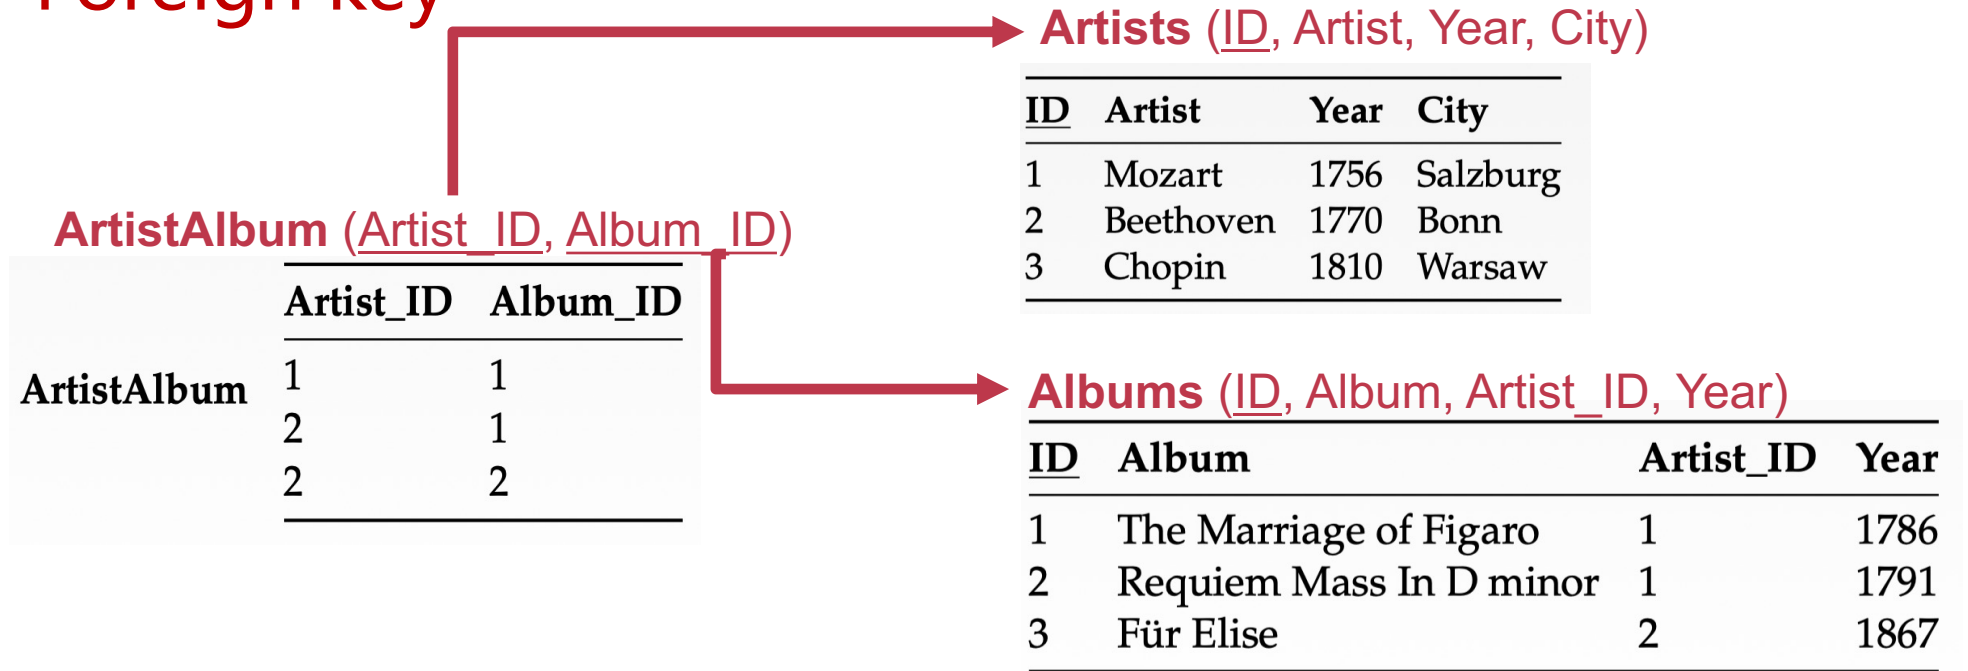 Foreign key
Artists (ID, Artist, Year, City)
ID Artist Year City
1 Mozart 1756 Salzburg
2 Beethoven 1770 Bonn
3 Chopin 1810 Warsaw
ArtistAlbum (Artist_ID, Album_ID)
Artist_ID Album_ID
ArtistAlbum
1 1
2 1
2 2
Albums (ID, Album, Artist_ID, Year)
ID Album Artist_ID Year
1 The Marriage of Figaro 1 1786
2 Requiem Mass In D minor 1 1791
3 Für Elise 2 1867